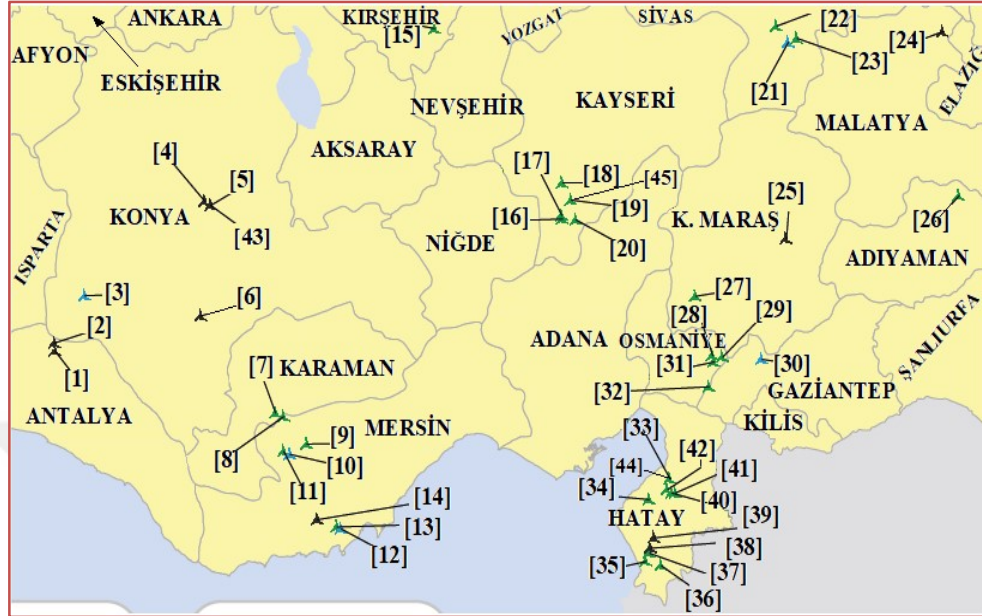 ANKARA
KIRŞEHİR
SİVAS
YOZGAT
[15]
[22]
[24]
AFYON
ESKİŞEHİR
[21]
[23]
ELAZIĞ
NEVŞEHİR
KAYSERİ
MALATYA
[4]
[5]
AKSARAY
[17]
[18]
[45]
[25]
ISPARTA
KONYA
[43]
[16]
[19]
[20]
K. MARAŞ
[26]
NİĞDE
ADIYAMAN
[3]
[6]
[27]
[2]
[28]
[29]
ADANA
OSMANİYE
ŞANLIURFA
[1]
[7]
KARAMAN
[31]
[30]
GAZİANTEP
ANTALYA
[32]
KİLİS
[8]
[9]
MERSİN
[33]
[10]
[42]
[41]
[44]
[11]
[34]
[40]
[14]
HATAY
[39]
[13]
[38]
[12]
[35]
[37]
[36]